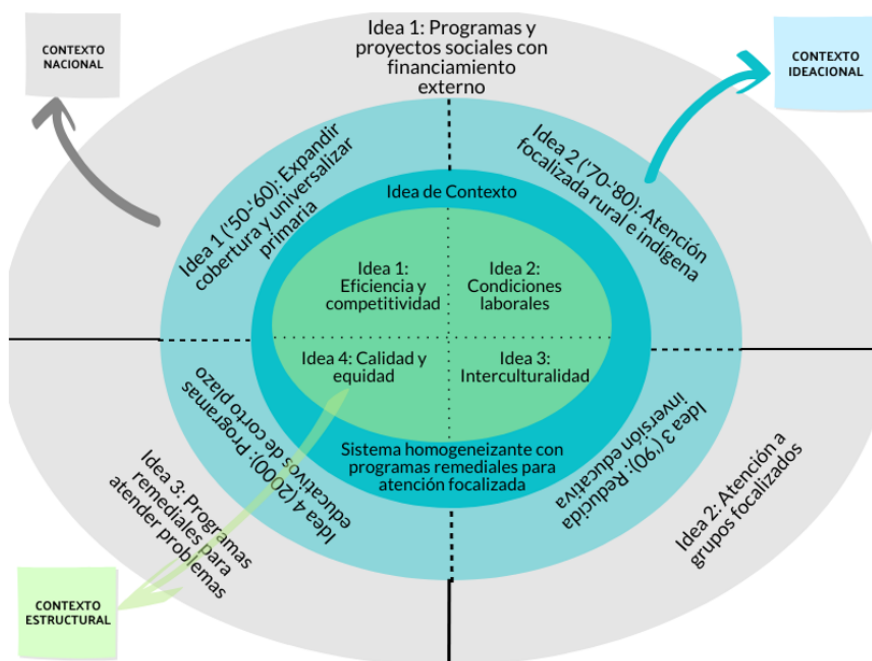 CONTEXTO
NACIONAL
Idea 1: Programas y
proyectos sociales con
financiamiento
externo
CONTEXTO
IDEACIONAL
Idea 1 ('50-'60): Expandir
cobertura y universalizar
primaria
Idea 2 ('70-'80): Atención
focalizada rural e indígena
Idea de Contexto
Idea 1:
Eficiencia y
competitividad
Idea 2:
Condiciones
laborales
Idea 4: Calidad y
equidad
Idea 3:
Interculturalidad
Sistema homogeneizante con
programas remediales para
atención focalizada
Idea 4 (2000): Programas
educativos de corto plazo
Idea 3 ('90): Reducida
inversión educativa
Idea 3: Programas
remediales para
atender problemas
Idea 2: Atención a
grupos focalizados
CONTEXTO
ESTRUCTURAL